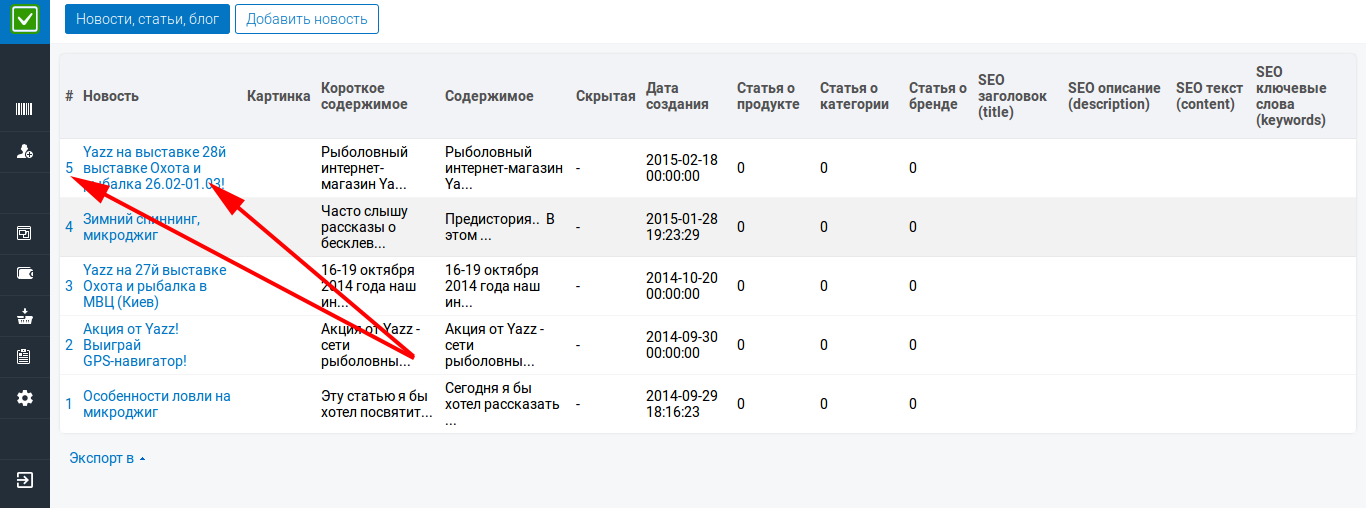 Новости, статьи, блог
Добавить новость
# Новость Картинка Короткое содержимое Содержимое Скрытая Дата создания Статья о продукте Статья о категории Статья о бренде SEO заголовок (title) SEO описание (description) SEO текст (content) SEO ключевые слова (keywords)
5 Yazz на выставке 28й выставке Охота и рыбалка 26.02-01.03! Рыболовный интернет-магазин Ya... Рыболовный интернет-магазин Ya... - 2015-02-18 00:00:00 0 0 0
4 Зимний спиннинг, микроджиг Часто слышу рассказы о бесклев... Предистория.. В этом ... - 2015-01-28 19:23:29 0 0 0
3 Yazz на 27й выставке Охота и рыбалка в МВЦ (Киев) 16-19 октября 2014 года наш ин... 16-19 октября 2014 года наш ин... - 2014-10-20 00:00:00 0 0 0
2 Акция от Yazz! Выиграй GPS-навигатор! Акция от Yazz - сети рыболовны... Акция от Yazz - сети рыболовны... - 2014-09-30 00:00:00 0 0 0
1 Особенности ловли на микроджиг Эту статью я бы хотел посвятит... Сегодня я бы хотел рассказать ... - 2014-09-29 18:16:23 0 0 0
Экспорт в